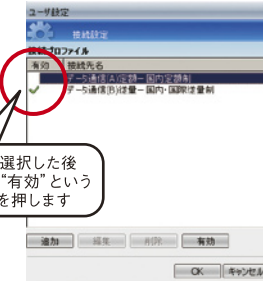 ユーザ設定
接続設定
接続プロファイル
有効 接続先名
データ通信(A)定額－国内定額制
データ通信(B)従量－国内・国際従量制
選択した後
“有効”という
を押します
追加 編集 削除 有効
OK キャンセル